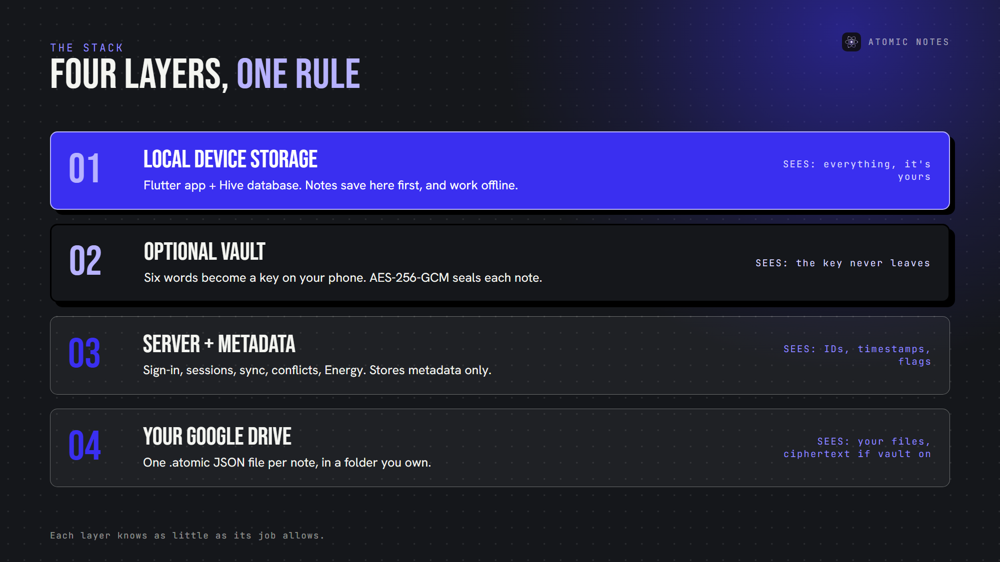 THE STACK
FOUR LAYERS, ONE RULE
ATOMIC NOTES
01
LOCAL DEVICE STORAGE
Flutter app + Hive database. Notes save here first, and work offline.
SEES: everything, it's
yours
02
OPTIONAL VAULT
Six words become a key on your phone. AES-256-GCM seals each note.
SEES: the key never leaves
03
SERVER + METADATA
Sign-in, sessions, sync, conflicts, Energy. Stores metadata only.
SEES: IDs, timestamps,
flags
04
YOUR GOOGLE DRIVE
One .atomic JSON file per note, in a folder you own.
SEES: your files,
ciphertext if vault on
Each layer knows as little as its job allows.